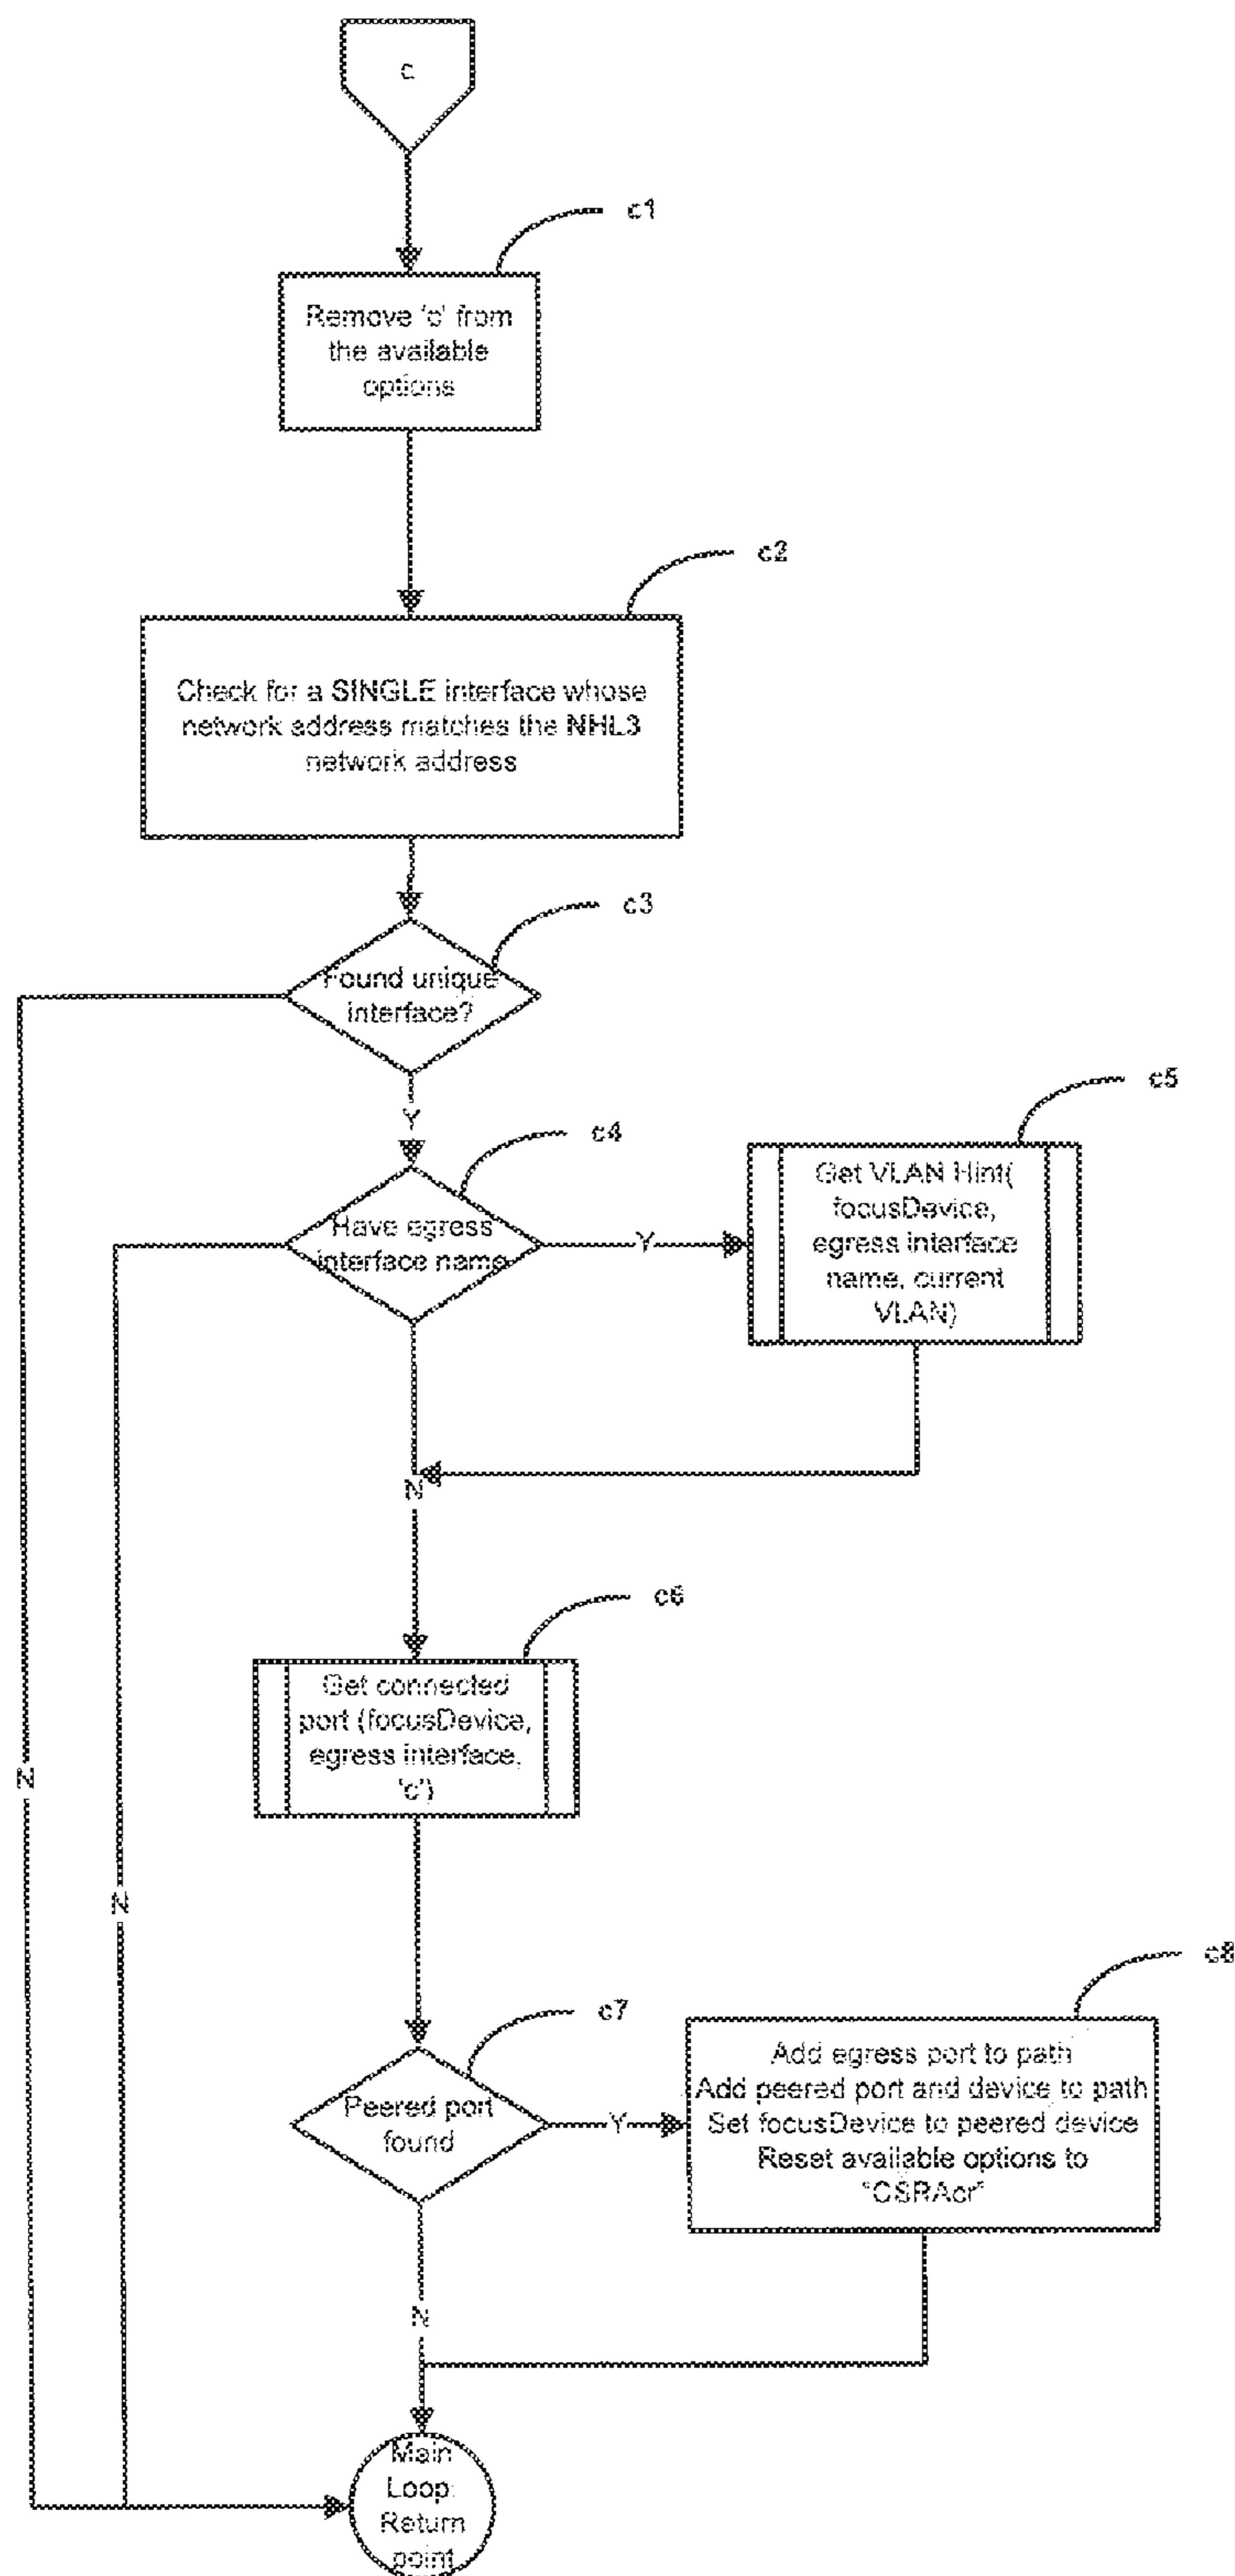 c
c1
Remove 'c' from
the available
options
c2
Check for a SINGLE interface whose
network address matches the NHL3
network address
c3
Found unique
interface?
Y
c4
Have egress
interface name
Y
c5
Get VLAN Hint(
focusDevice,
egress interface
name, current
VLAN)
N
c6
Get connected
port (focusDevice,
egress interface,
'c')
N
N
c7
Peered port
found
Y
c8
Add egress port to path
Add peered port and device to path
Set focusDevice to peered device
Reset available options to
"CSRAcr"
N
Main
Loop:
Return
point